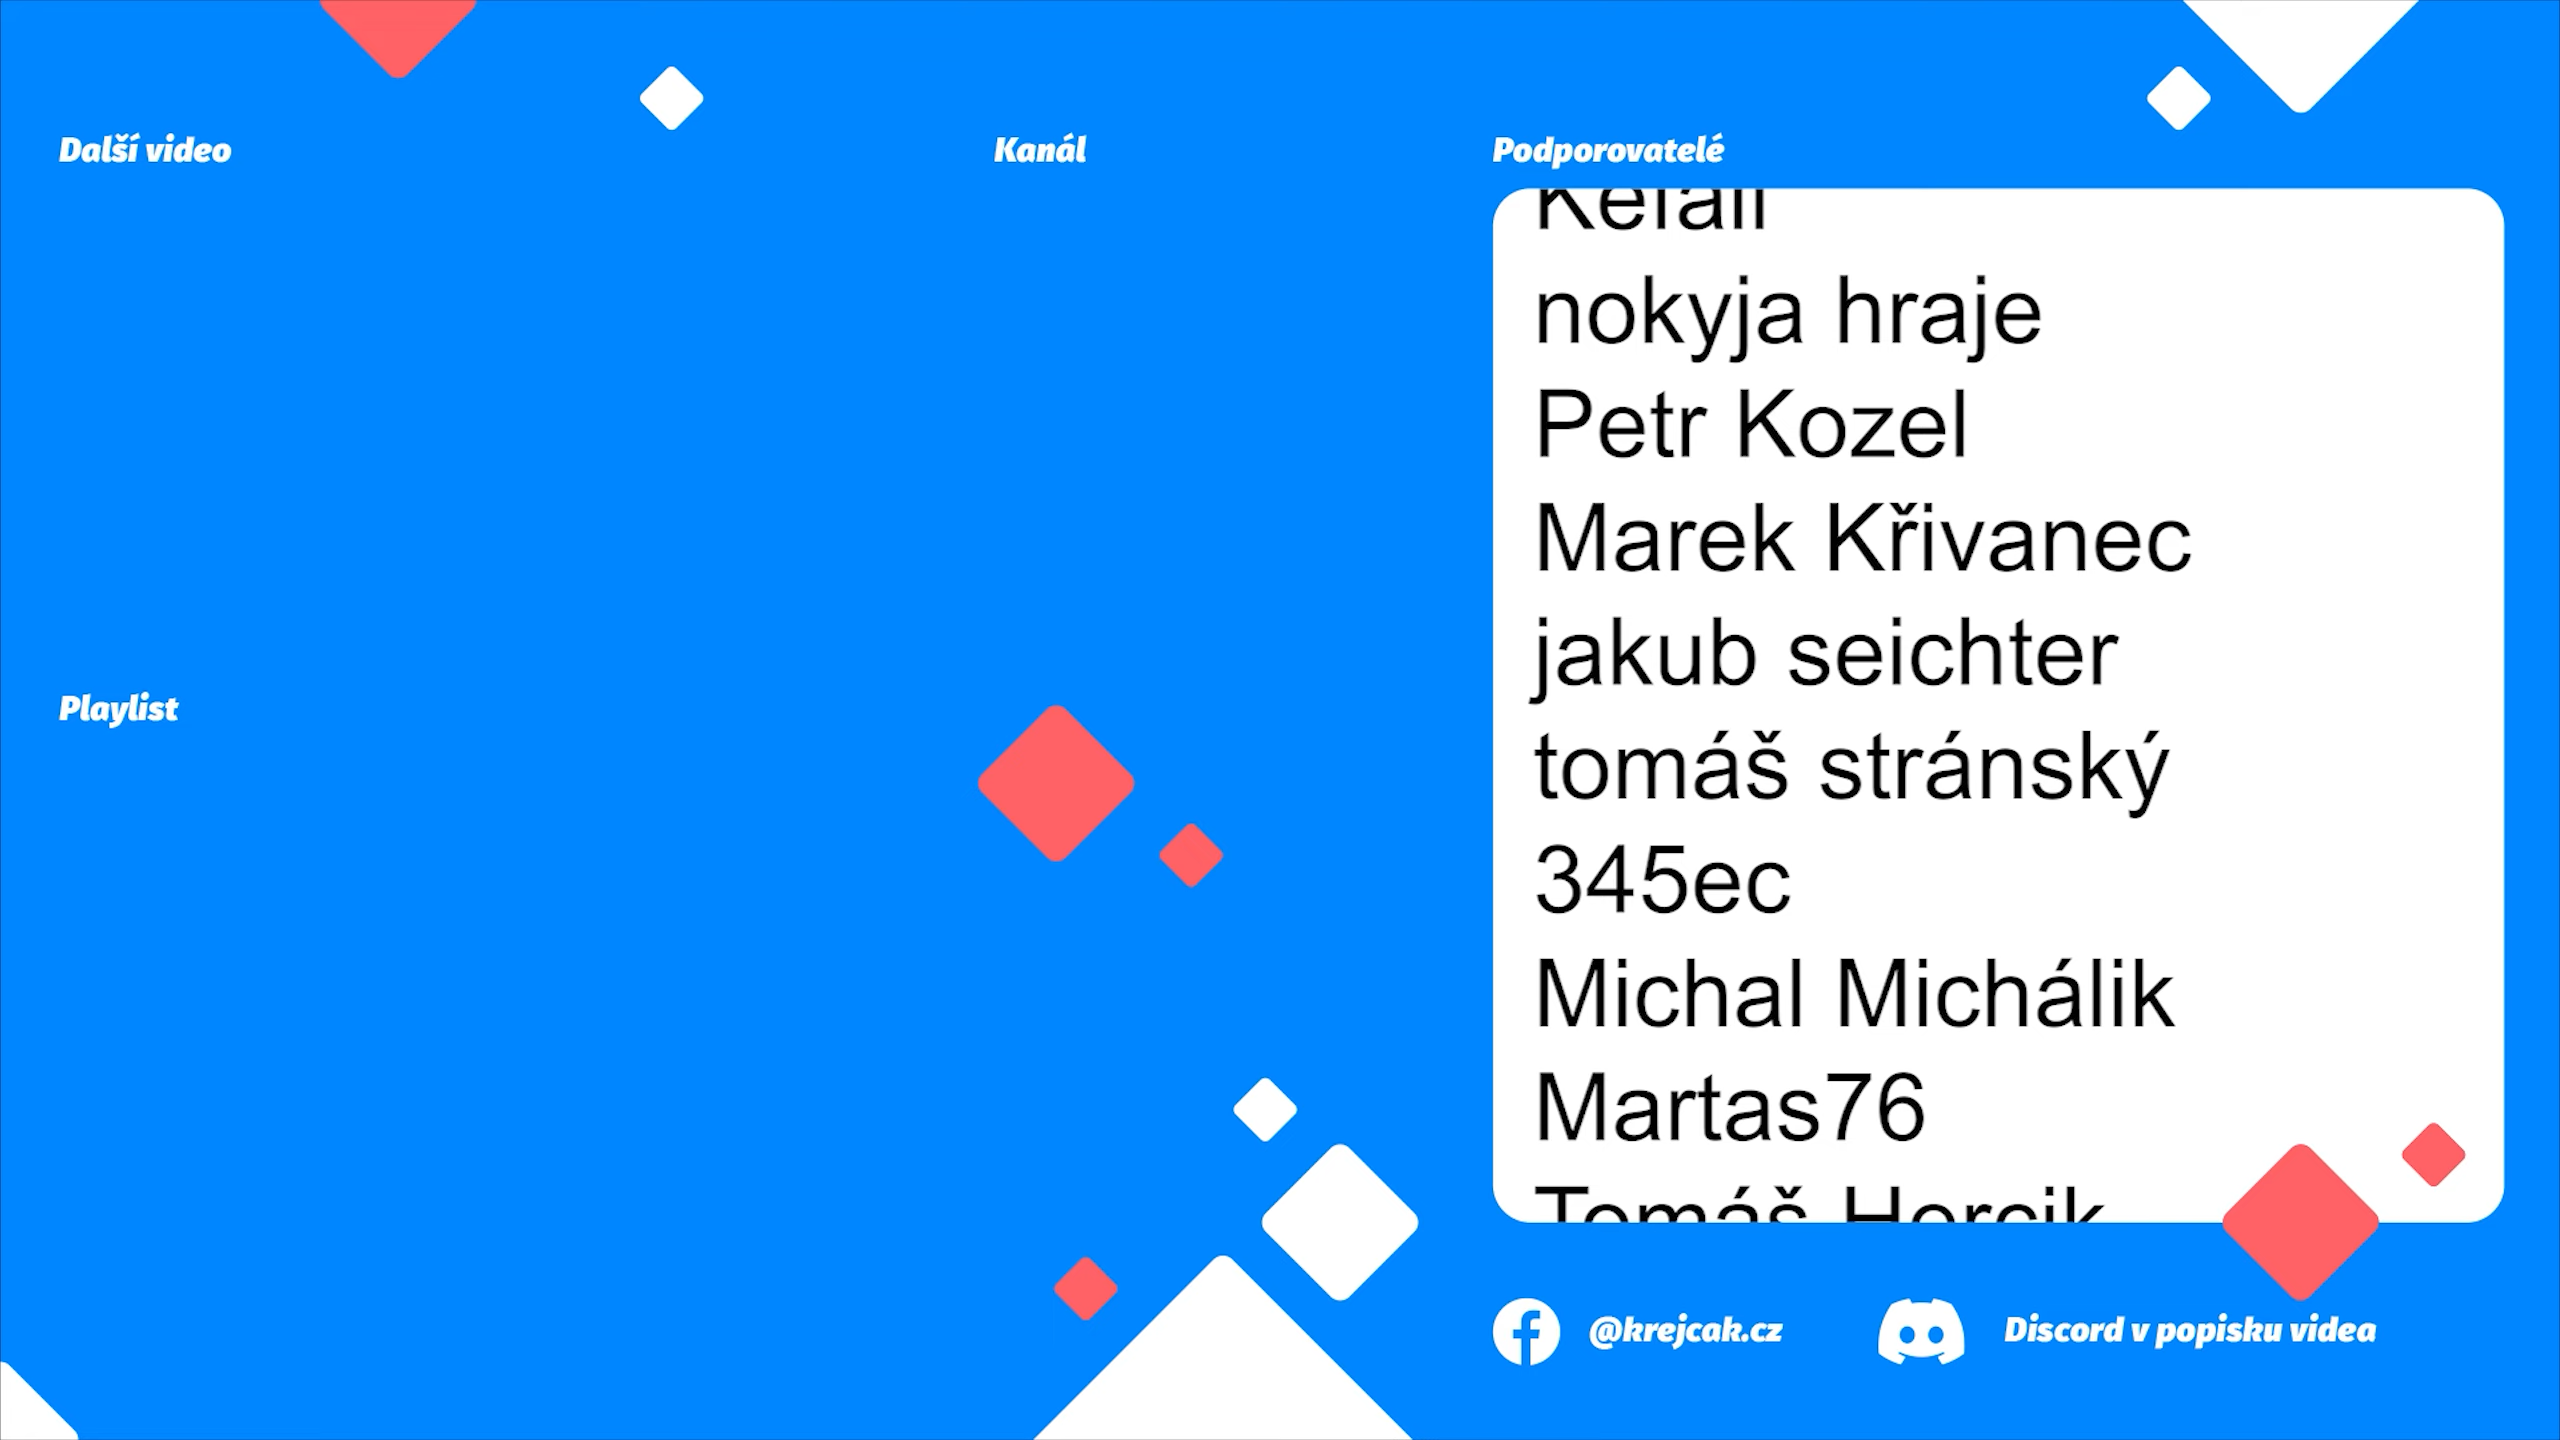 Další video
Kanál
Podporovatelé
nokyja hraje
Petr Kozel
Marek Křivanec
jakub seichter
tomáš stránský
345ec
Michal Michálik
Martas76
Tomáš
Playlist
@krejcak.cz
Discord v popisku videa